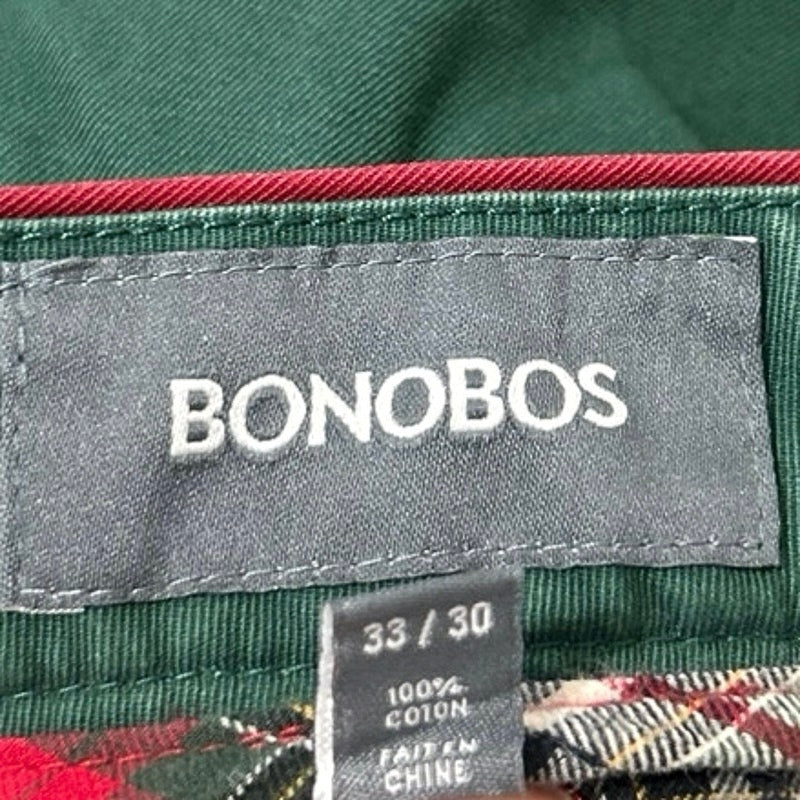 BONOBOS
33 / 30
100%
COTON
FAIT EN
CHINE